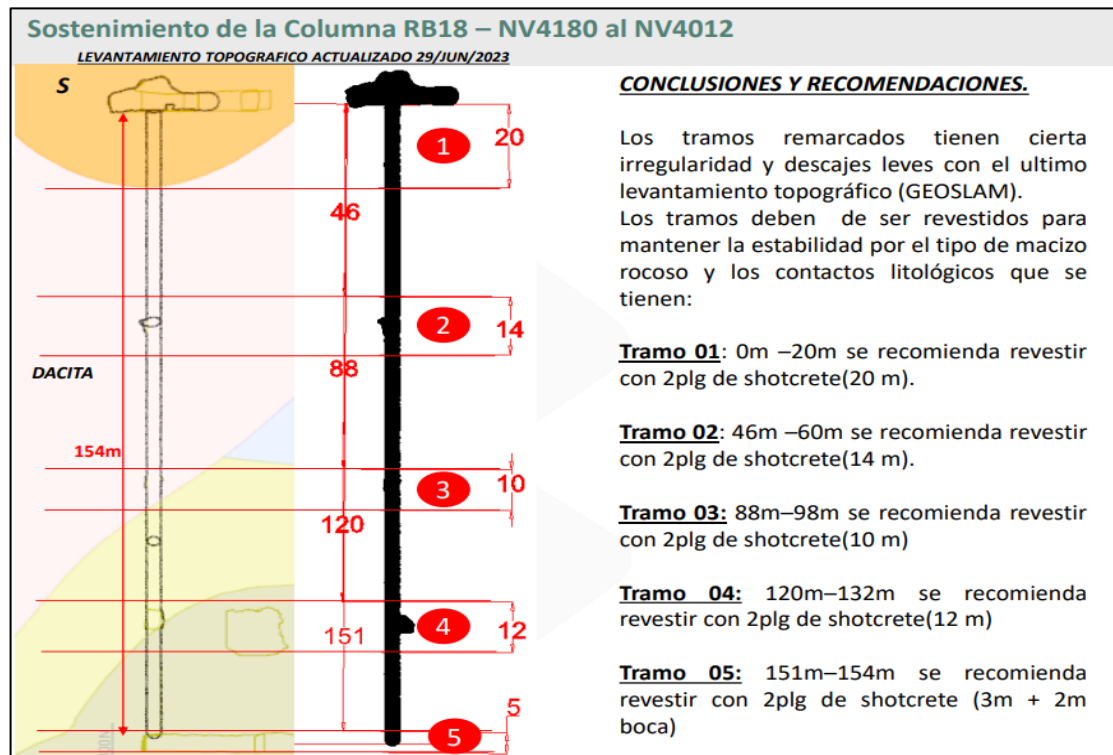 Sostenimiento de la Columna RB18 – NV4180 al NV4012
LEVANTAMIENTO TOPOGRAFICO ACTUALIZADO 29/JUN/2023
S
DACITA
154m
46
88
120
151
1
20
2
14
3
10
4
12
5
5
CONCLUSIONES Y RECOMENDACIONES.
Los tramos remarcados tienen cierta
irregularidad y descajes leves con el ultimo
levantamiento topográfico (GEOSLAM).
Los tramos deben de ser revestidos para
mantener la estabilidad por el tipo de macizo
rocoso y los contactos litológicos que se
tienen:
Tramo 01: 0m –20m se recomienda revestir
con 2plg de shotcrete(20 m).
Tramo 02: 46m –60m se recomienda revestir
con 2plg de shotcrete(14 m).
Tramo 03: 88m–98m se recomienda revestir
con 2plg de shotcrete(10 m)
Tramo 04: 120m–132m se recomienda
revestir con 2plg de shotcrete(12 m)
Tramo 05: 151m–154m se recomienda
revestir con 2plg de shotcrete (3m + 2m
boca)